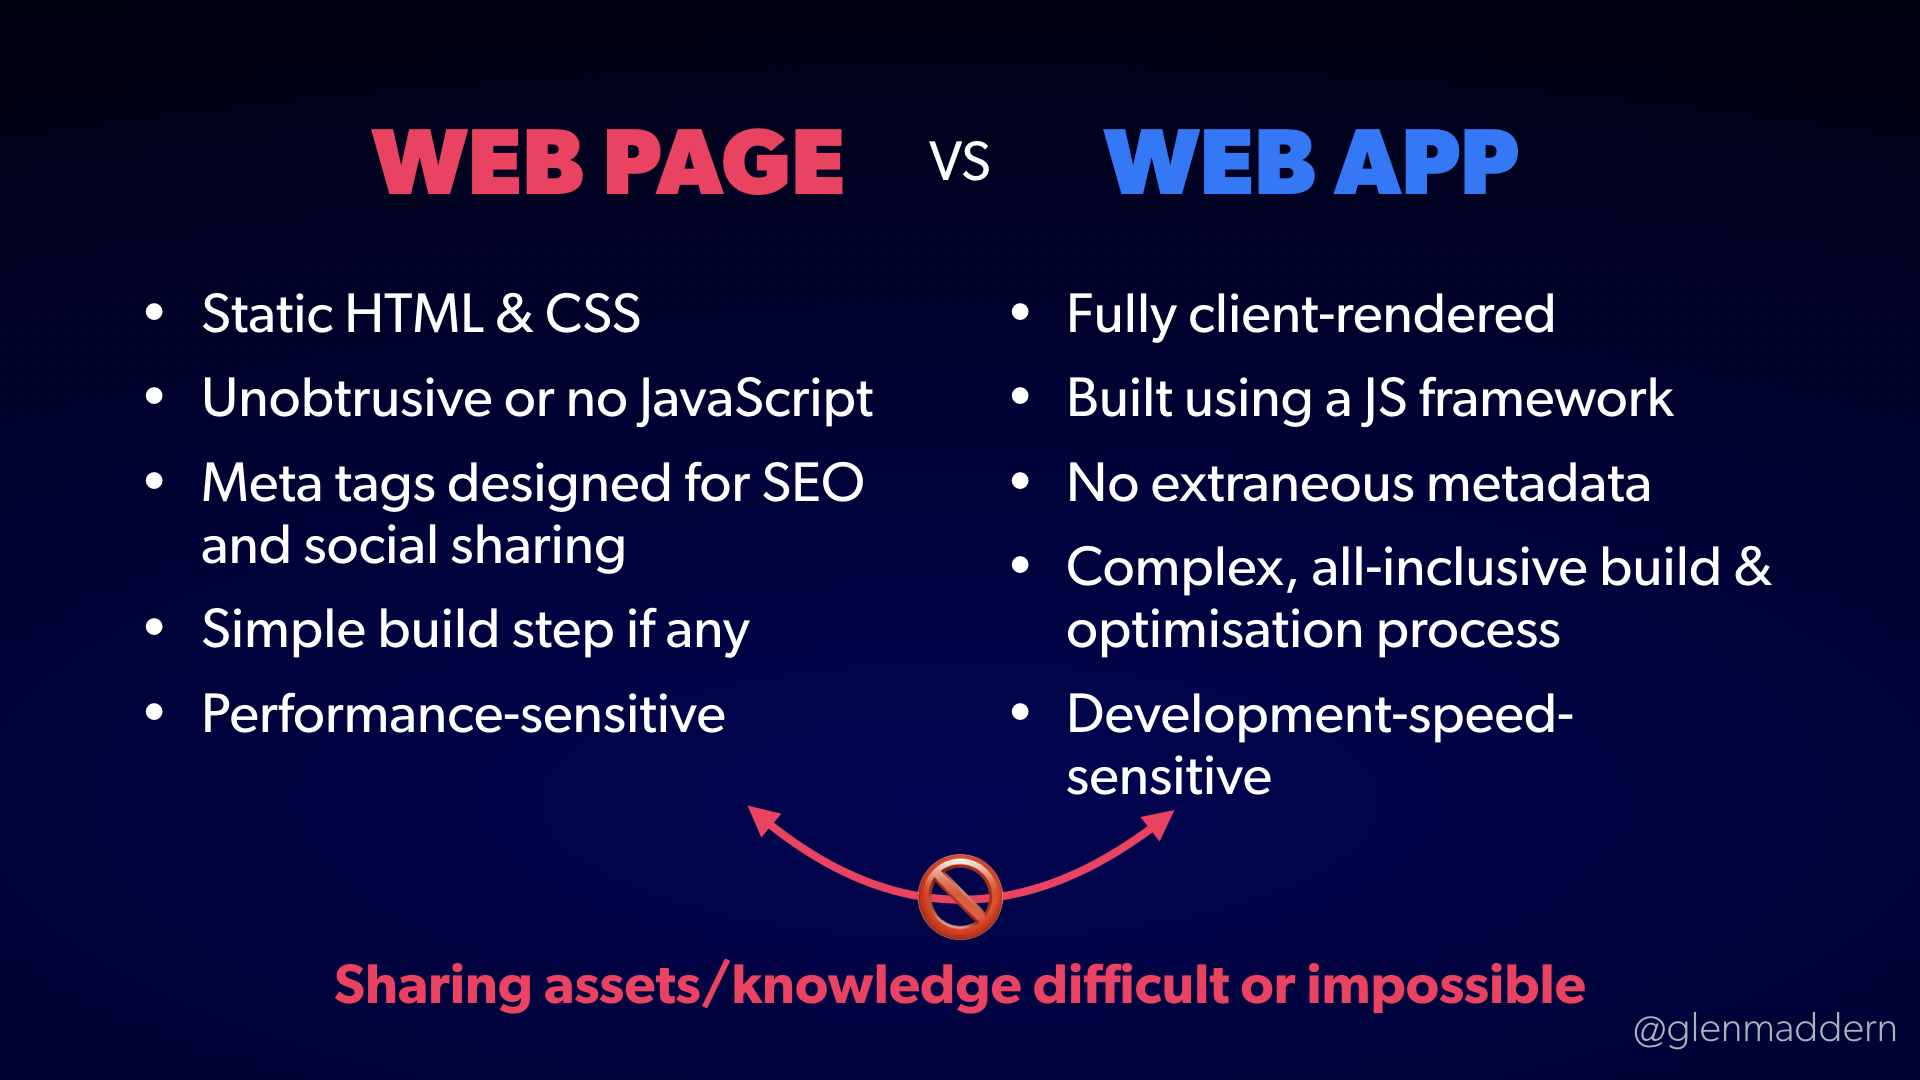 WEB PAGE vs WEB APP
• Static HTML & CSS
• Unobtrusive or no JavaScript
• Meta tags designed for SEO
and social sharing
• Simple build step if any
• Performance-sensitive
• Fully client-rendered
• Built using a JS framework
• No extraneous metadata
• Complex, all-inclusive build &
optimisation process
• Development-speed-
sensitive
Sharing assets/knowledge difficult or impossible
@glenmaddern